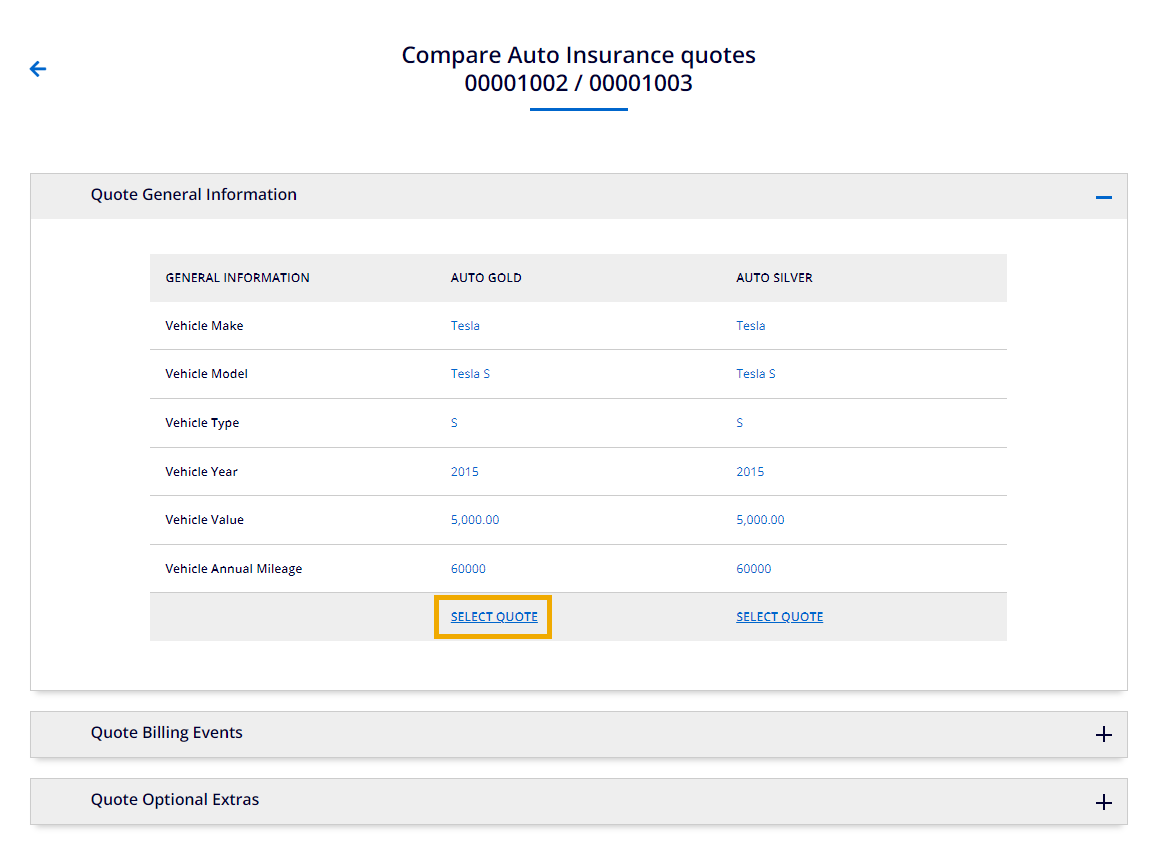 Compare Auto Insurance quotes
00001002 / 00001003
Quote General Information
GENERAL INFORMATION AUTO GOLD AUTO SILVER
Vehicle Make Tesla Tesla
Vehicle Model Tesla S Tesla S
Vehicle Type S S
Vehicle Year 2015 2015
Vehicle Value 5,000.00 5,000.00
Vehicle Annual Mileage 60000 60000
SELECT QUOTE SELECT QUOTE
Quote Billing Events
Quote Optional Extras